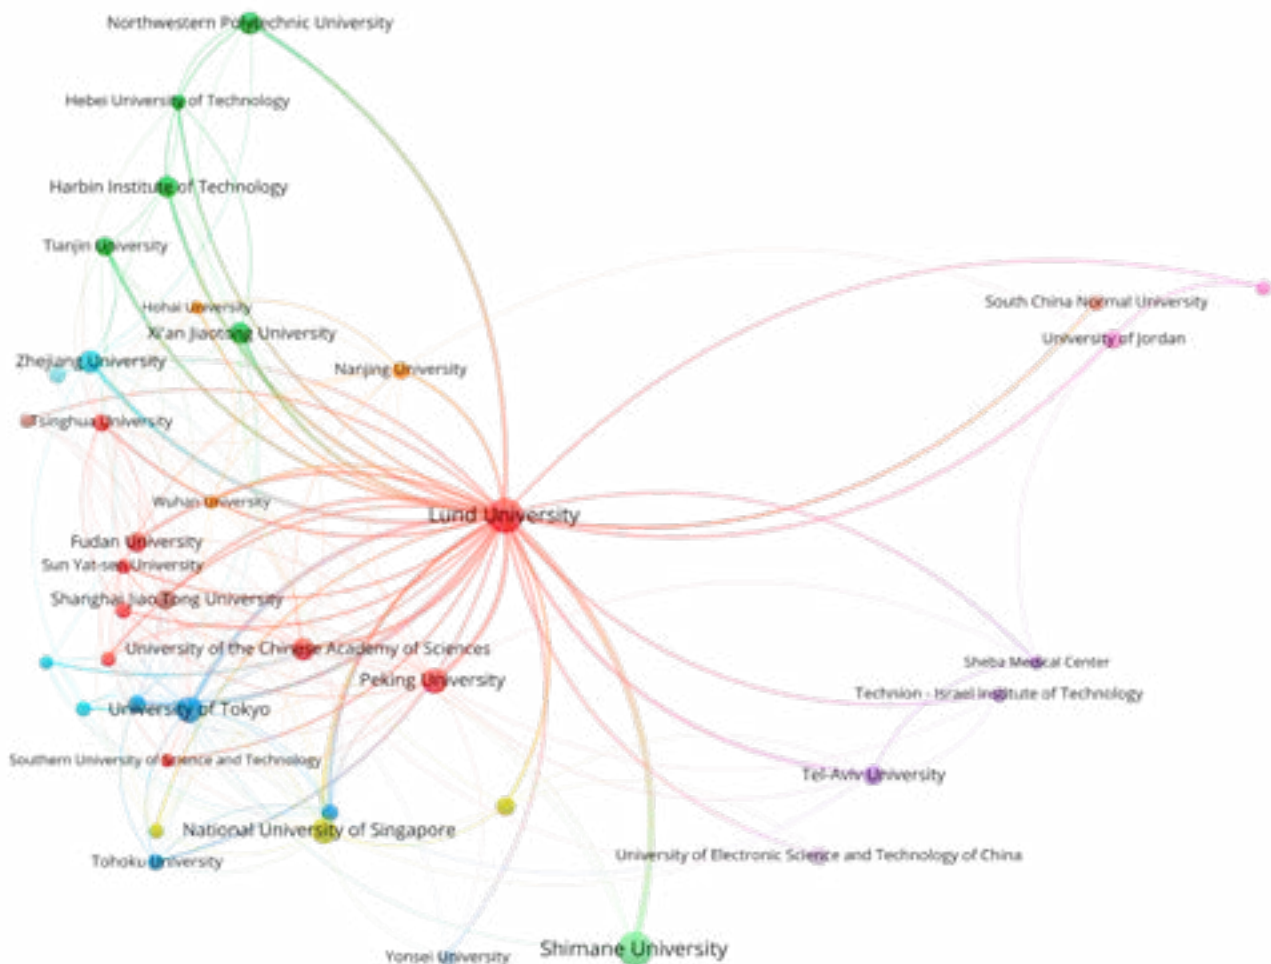 Northwestern Polytechnic University
Hebei University of Technology
Harbin Institute of Technology
Tianjin University
Hohai University
South China Normal University
Xi'an Jiaotong University
University of Jordan
Zhejiang University
Nanjing University
Tsinghua University
Wuhan University
Lund University
Fudan University
Sun Yat-sen University
Shanghai Jiao Tong University
University of the Chinese Academy of Sciences
Sheba Medical Center
Peking University
Technion - Israel Institute of Technology
University of Tokyo
Southern University of Science and Technology
Tel-Aviv University
National University of Singapore
University of Electronic Science and Technology of China
Tohoku University
Shimane University
Yonsei University